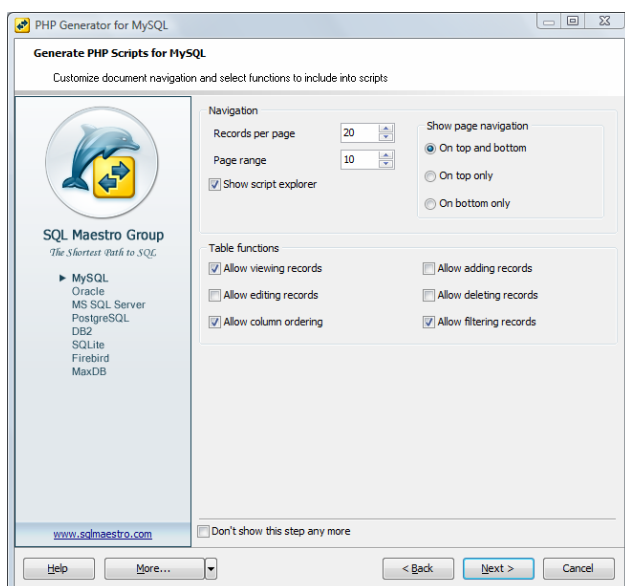 PHP Generator for MySQL
Generate PHP Scripts for MySQL
Customize document navigation and select functions to include into scripts
Navigation
Records per page 20
Page range 10
Show script explorer
Show page navigation
On top and bottom
On top only
On bottom only
SQL Maestro Group
The Shortest Path to SQL
MySQL
Oracle
MS SQL Server
PostgreSQL
DB2
SQLite
Firebird
MaxDB
Table functions
Allow viewing records
Allow adding records
Allow editing records
Allow deleting records
Allow column ordering
Allow filtering records
www.sqlmaestro.com
Don't show this step any more
Help More... < Back Next > Cancel